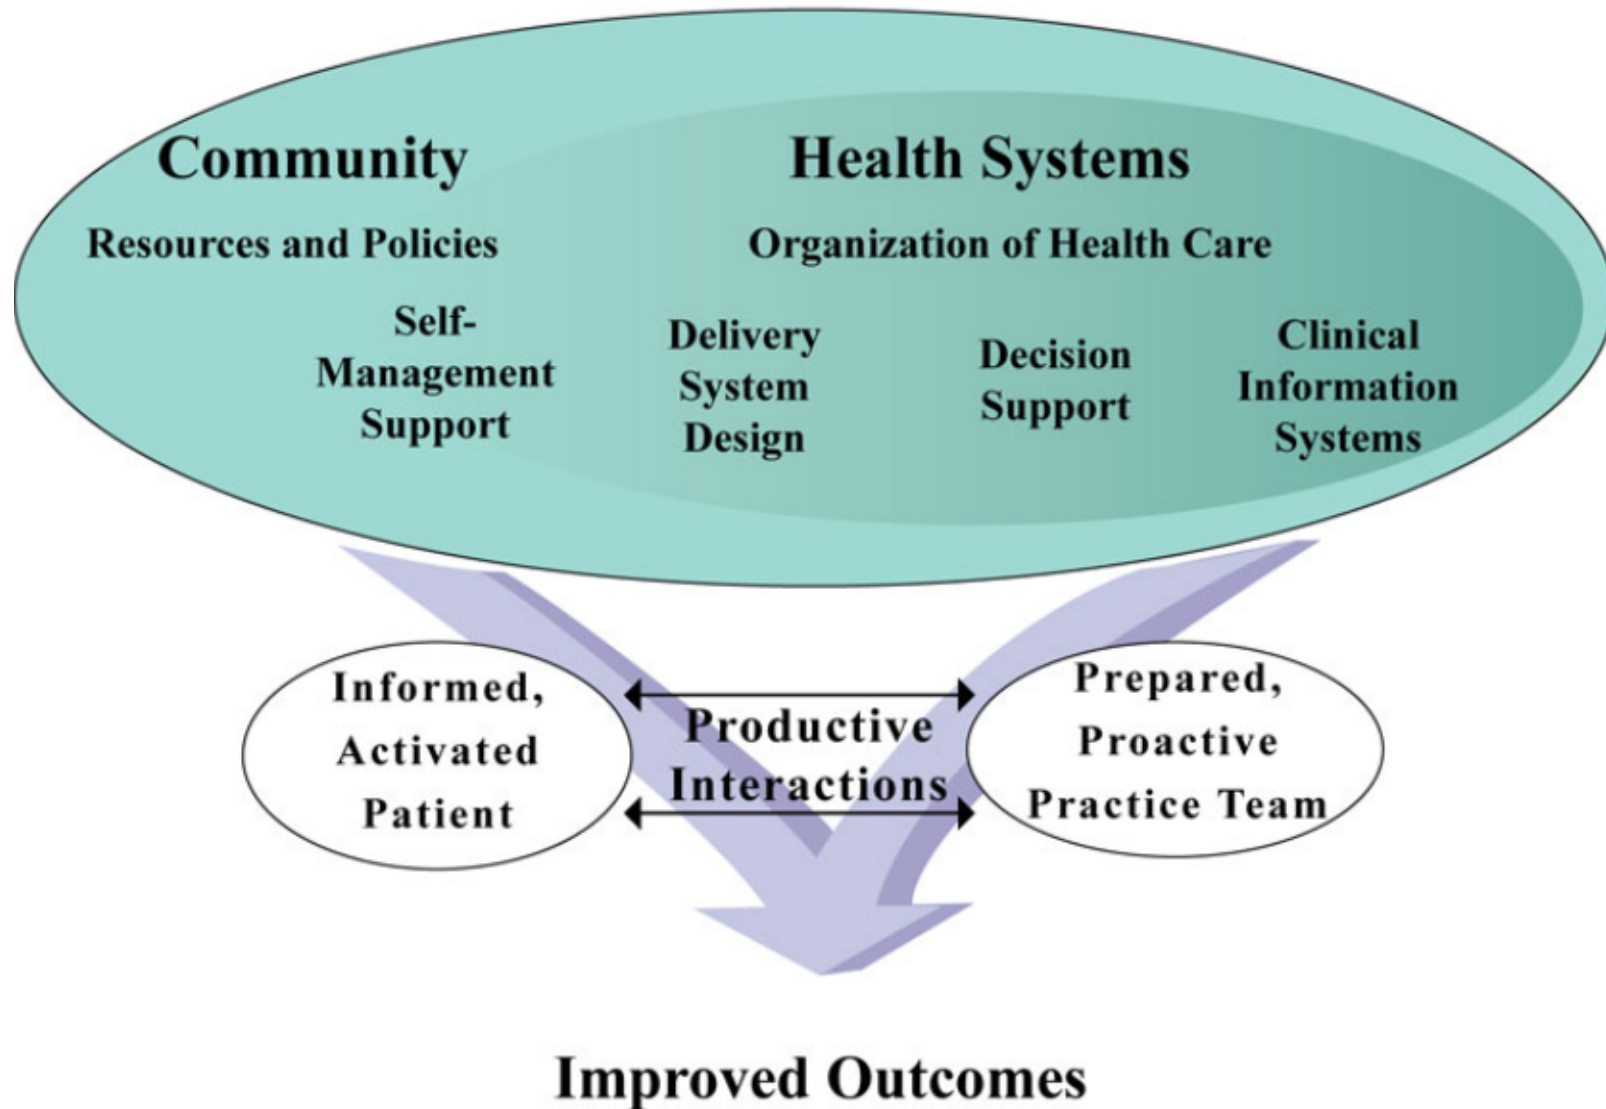 Community
Resources and Policies
Health Systems
Organization of Health Care
Self-
Management
Support
Delivery
System
Design
Decision
Support
Clinical
Information
Systems
Informed,
Activated
Patient
Productive
Interactions
Prepared,
Proactive
Practice Team
Improved Outcomes